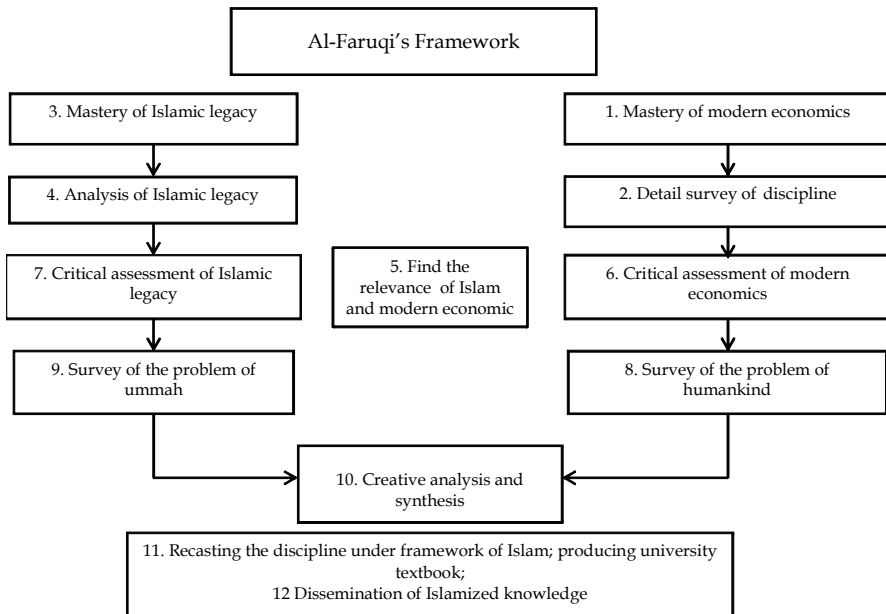 Al-Faruqi's Framework
3. Mastery of Islamic legacy
1. Mastery of modern economics
4. Analysis of Islamic legacy
2. Detail survey of discipline
7. Critical assessment of Islamic
legacy
5. Find the
relevance of Islam
and modern economic
6. Critical assessment of modern
economics
9. Survey of the problem of
ummah
8. Survey of the problem of
humankind
10. Creative analysis and
synthesis
11. Recasting the discipline under framework of Islam; producing university
textbook;
12 Dissemination of Islamized knowledge